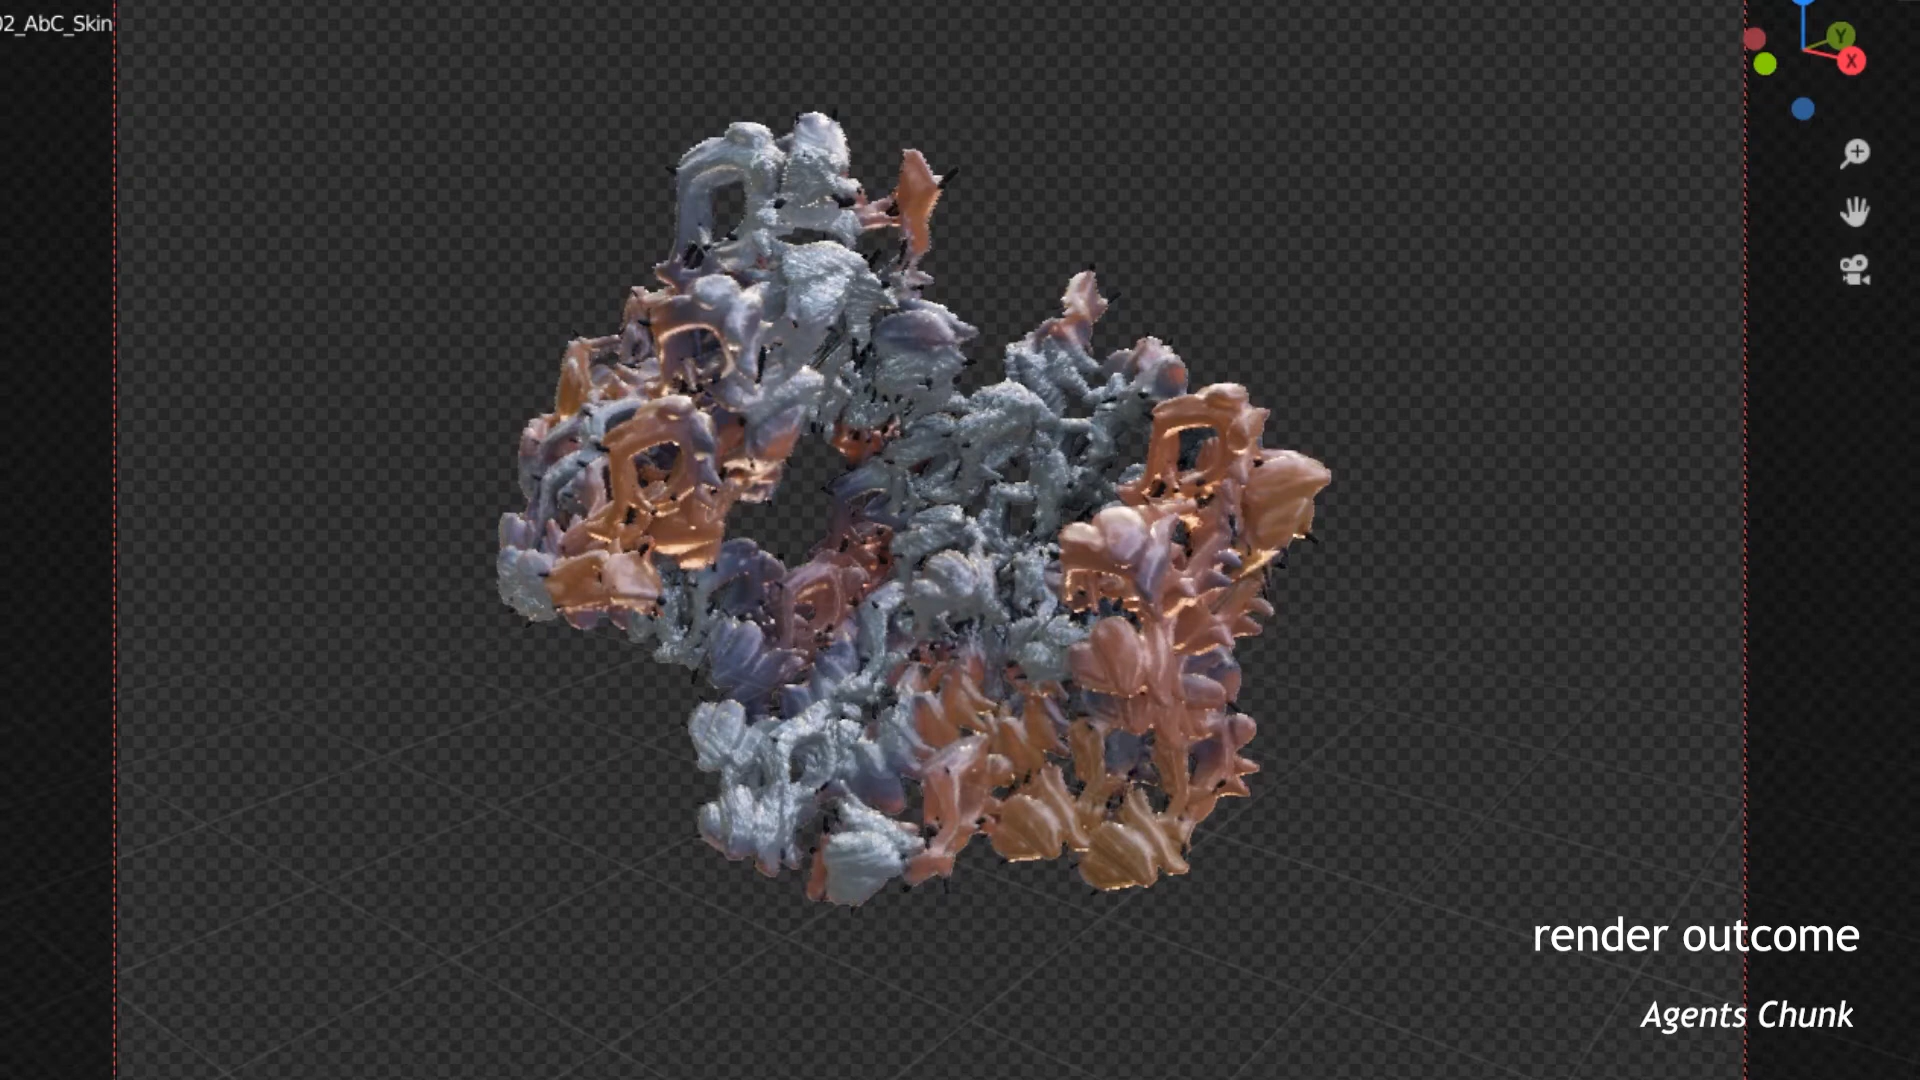 02_AbC_Skin
Y
X
render outcome
Agents Chunk